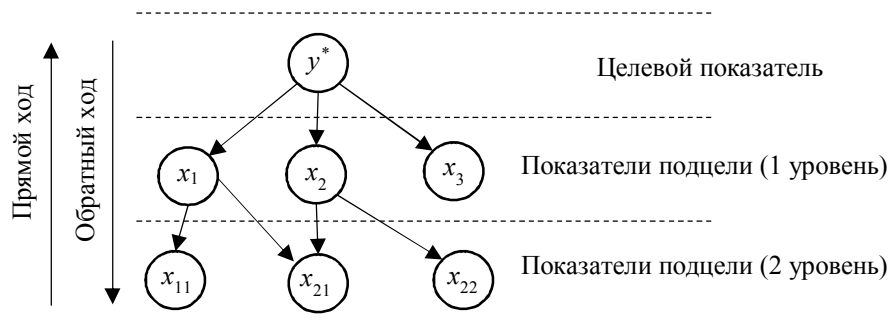 Прямой ход
Обратный ход
y*
Целевой показатель
x1
x2
x3
Показатели подцели (1 уровень)
x11
x21
x22
Показатели подцели (2 уровень)